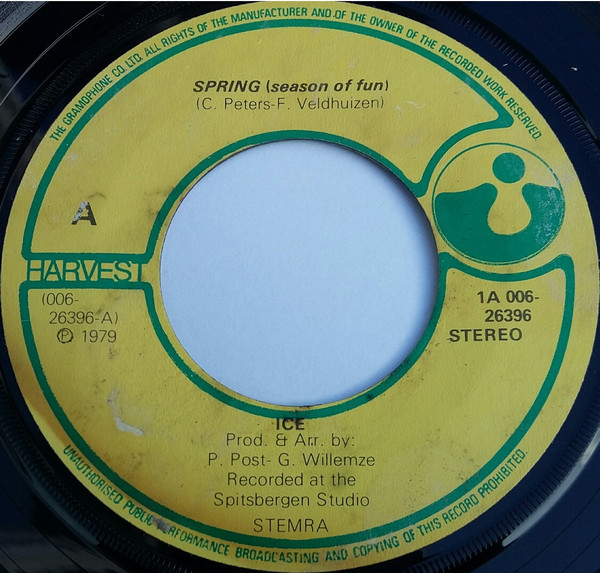 THE GRAMOPHONE CO. LTD. ALL RIGHTS OF THE MANUFACTURER AND OF THE OWNER OF THE RECORDED WORK RESERVED.
SPRING (season of fun)
(C. Peters-F. Veldhuizen)
A
HARVEST
(006-
26396-A)
Ⓟ 1979
1A 006-
26396
STEREO
ICE
Prod. & Arr. by:
P. Post- G. Willemze
Recorded at the
Spitsbergen Studio
STEMRA
UNAUTHORISED PUBLIC PERFORMANCE BROADCASTING AND COPYING OF THIS RECORD PROHIBITED.